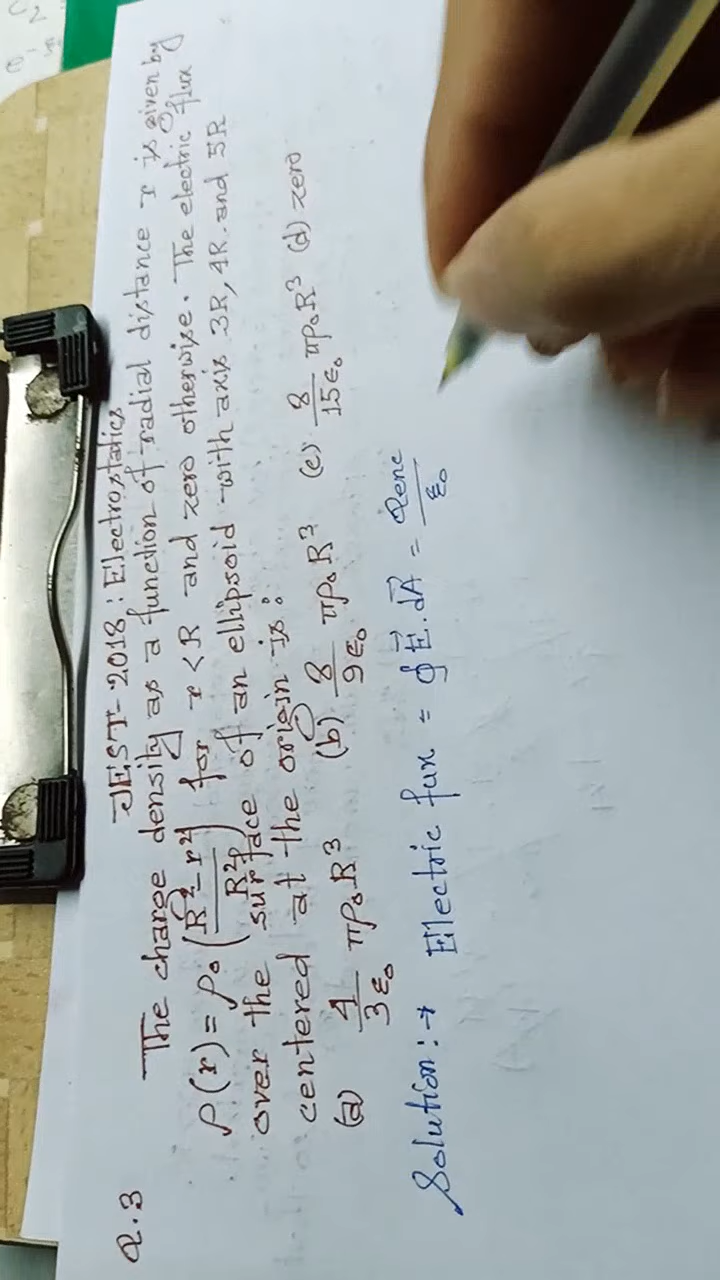 JEST-2018: Electrostatics
Q.3 The charge density as a function of radial distance r is given by
ρ(r) = ρ₀ (R²-r²/R²) for r < R and zero otherwise. The electric flux
over the surface of an ellipsoid with axis 3R, 4R and 5R
centered at the origin is:
(a) 4/3ε₀ πρ₀R³ (b) 8/9ε₀ πρ₀R³ (c) 8/15ε₀ πρ₀R³ (d) zero
Solution:→ Electric fux = ∮E⃗.dA⃗ = Qenc/ε₀